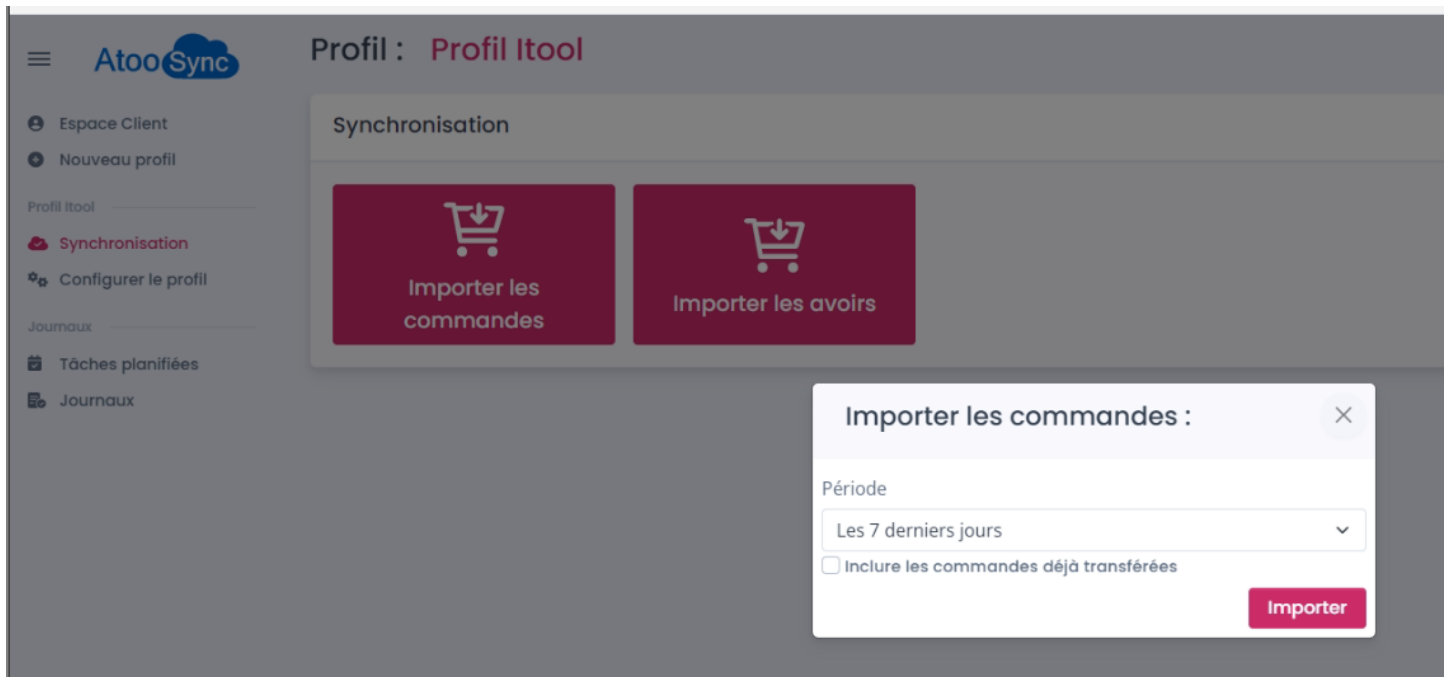 AtooSync
Profil : Profil Itool
Espace Client
Nouveau profil
Profil Itool
Synchronisation
Configurer le profil
Journaux
Tâches planifiées
Journaux
Synchronisation
Importer les
commandes
Importer les avoirs
Importer les commandes :
Période
Les 7 derniers jours
Inclure les commandes déjà transférées
Importer